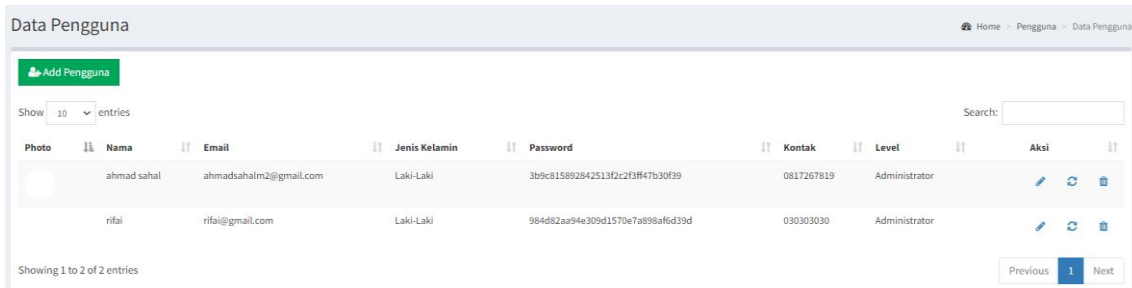 Data Pengguna
Home > Pengguna > Data Pengguna
Add Pengguna
Show 10 entries
Search:
Photo Nama Email Jenis Kelamin Password Kontak Level Aksi
ahmad sahal ahmadsahalm2@gmail.com Laki-Laki 3b9c815892842513f2c2f3ff47b30f39 0817267819 Administrator
rifai rifai@gmail.com Laki-Laki 984d82aa94e309d1570e7a898af6d39d 030303030 Administrator
Showing 1 to 2 of 2 entries
Previous 1 Next